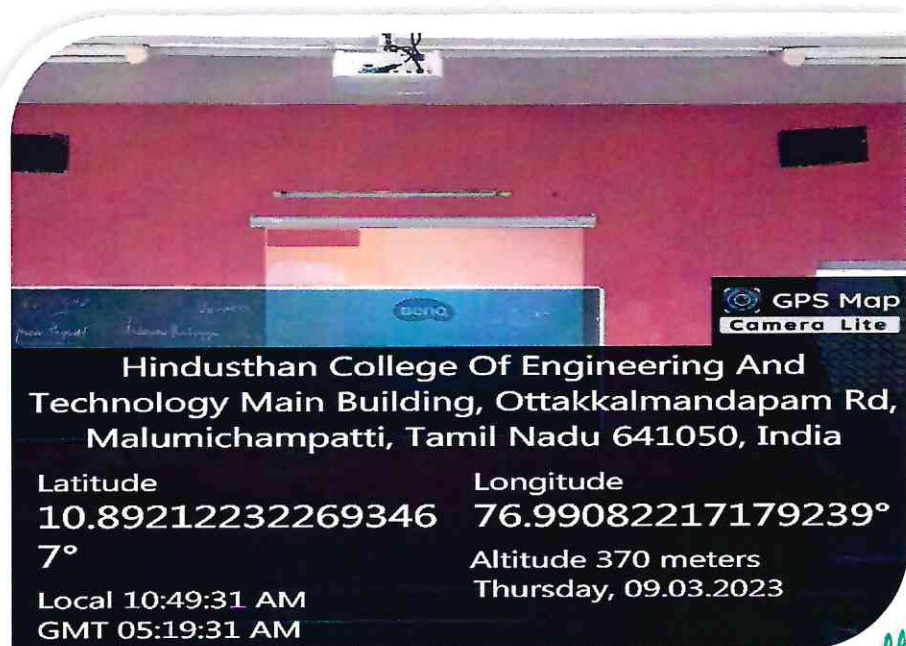 BenQ
GPS Map
Camera Lite
Hindusthan College Of Engineering And
Technology Main Building, Ottakkalmandapam Rd,
Malumichampatti, Tamil Nadu 641050, India
Latitude
10.89212232269346
7°
Longitude
76.99082217179239°
Altitude 370 meters
Thursday, 09.03.2023
Local 10:49:31 AM
GMT 05:19:31 AM